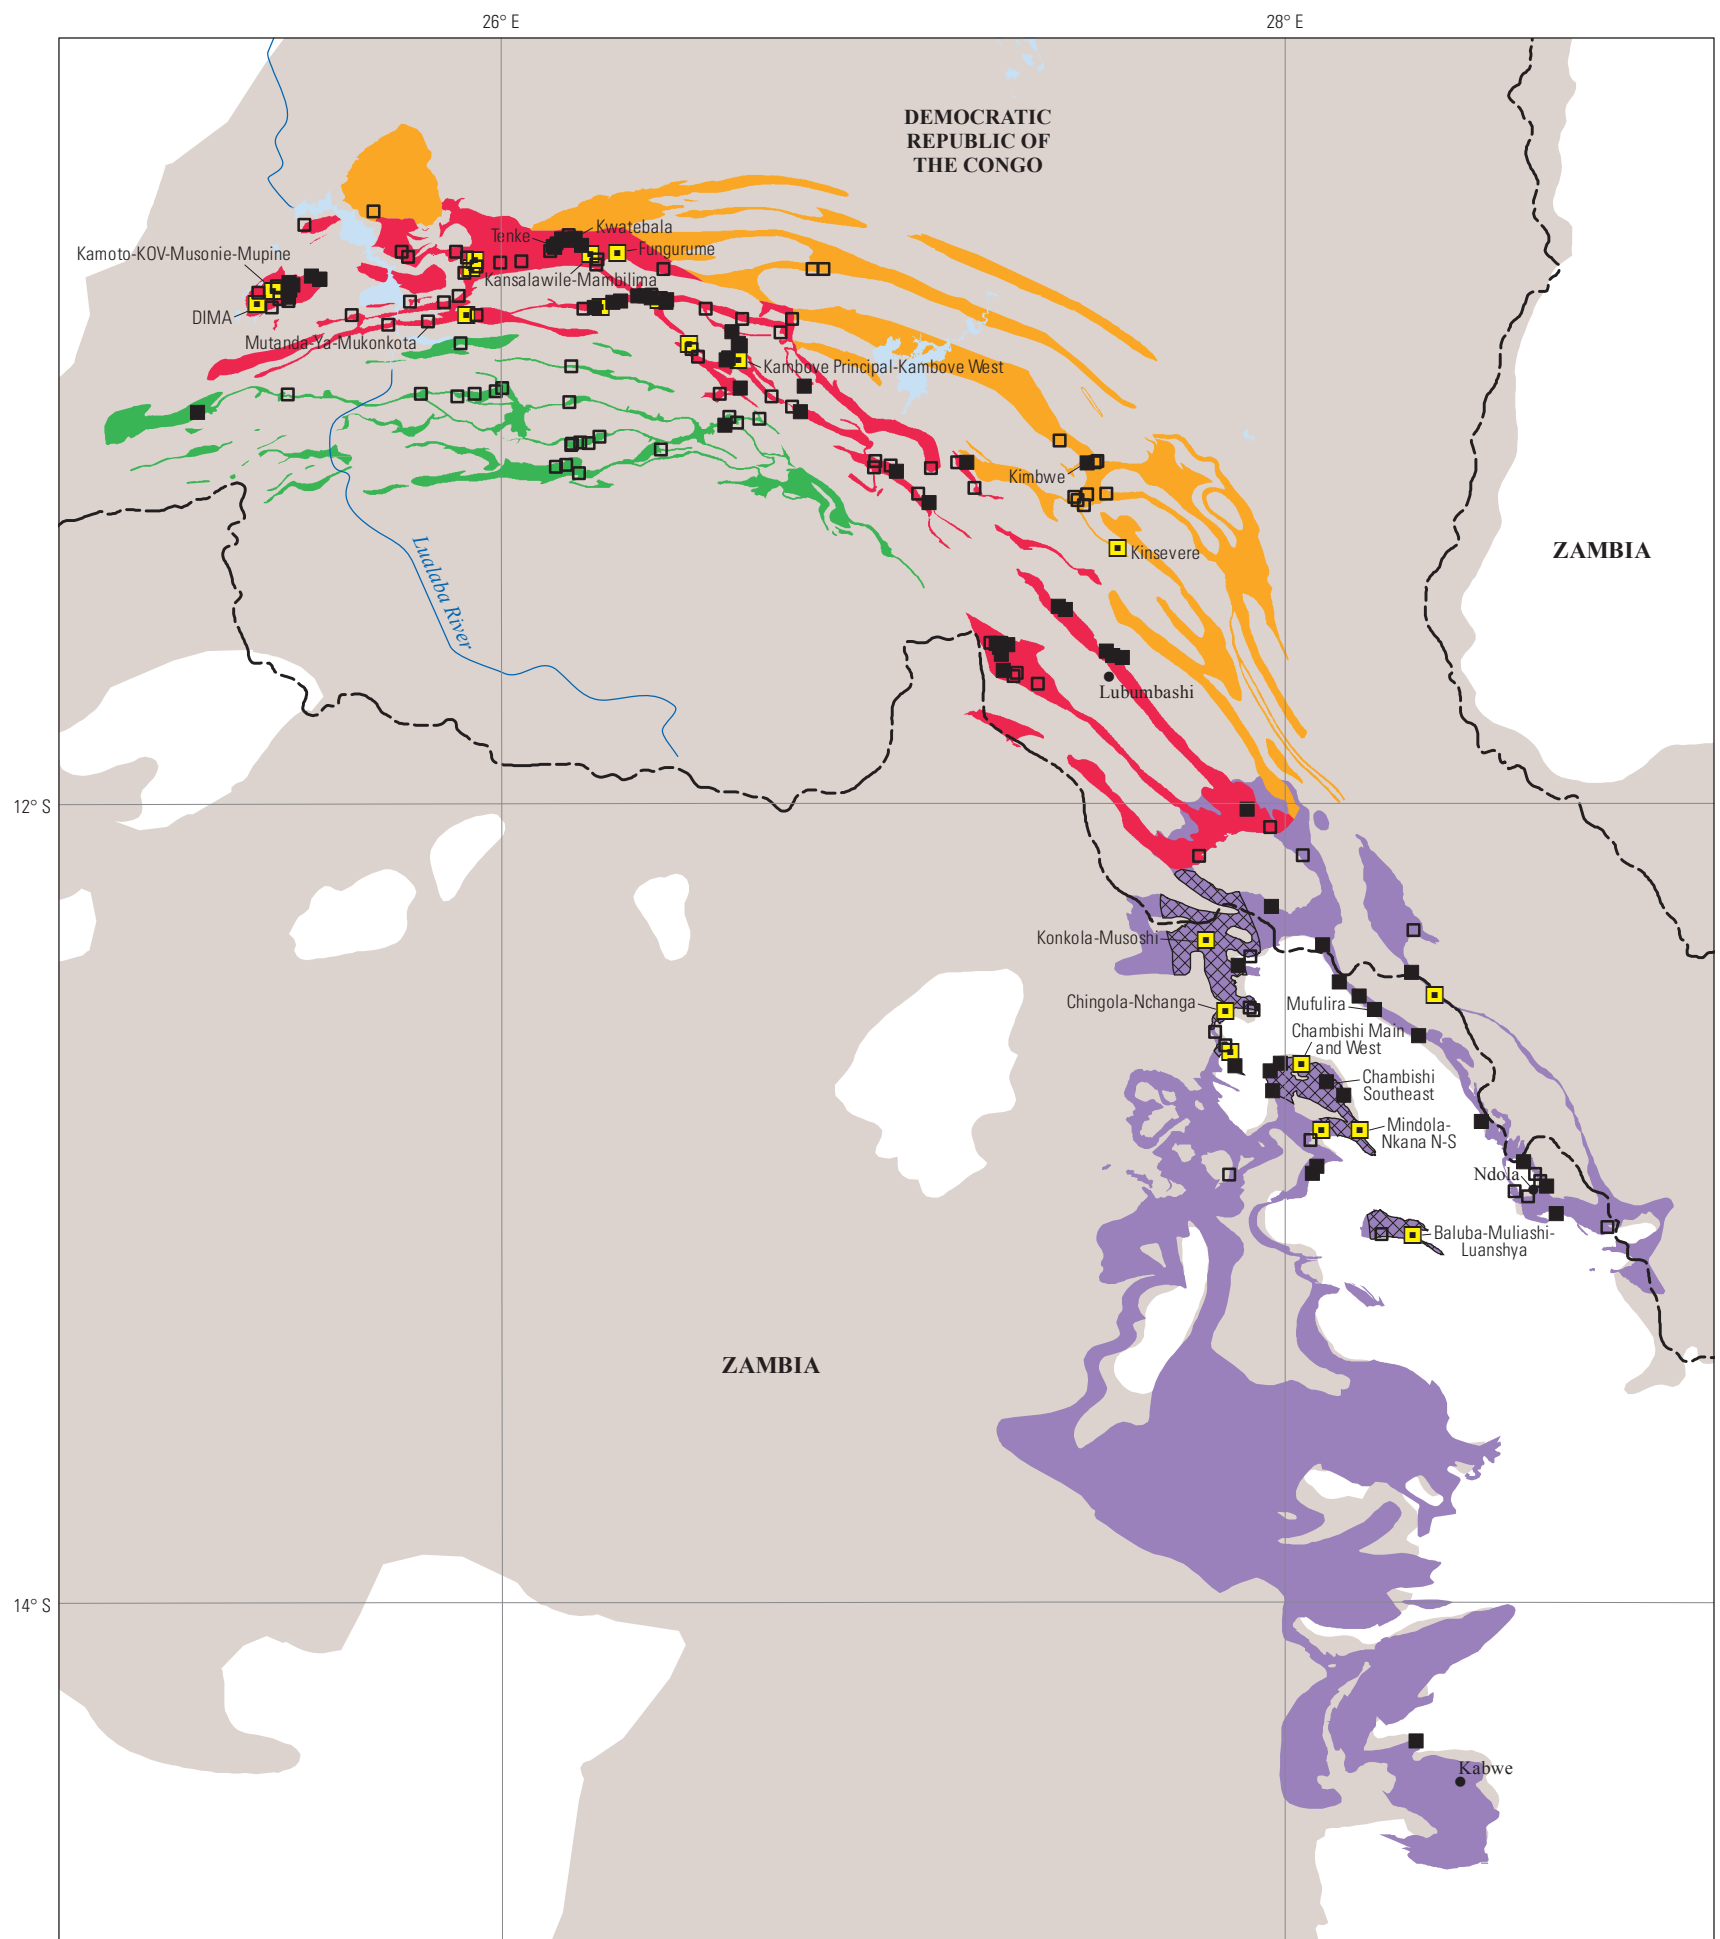 26° E
28° E
DEMOCRATIC
REPUBLIC OF
THE CONGO
Kwatebala
Tenke
Fungurume
Kamoto-KOV-Musonie-Mupine
Kansalawile-Mambilima
DIMA
Mutanda-Ya-Mukonkota
Kambove Principal-Kambove West
Kimbwe
Lualaba River
Kinsevere
ZAMBIA
Lubumbashi
12° S
Konkola-Musoshi
Chingola-Nchanga
Mufulira
Chambishi Main
and West
Chambishi
Southeast
Mindola-
Nkana N-S
Ndola
Baluba-Muliashi-
Luanshya
ZAMBIA
14° S
Kabwe